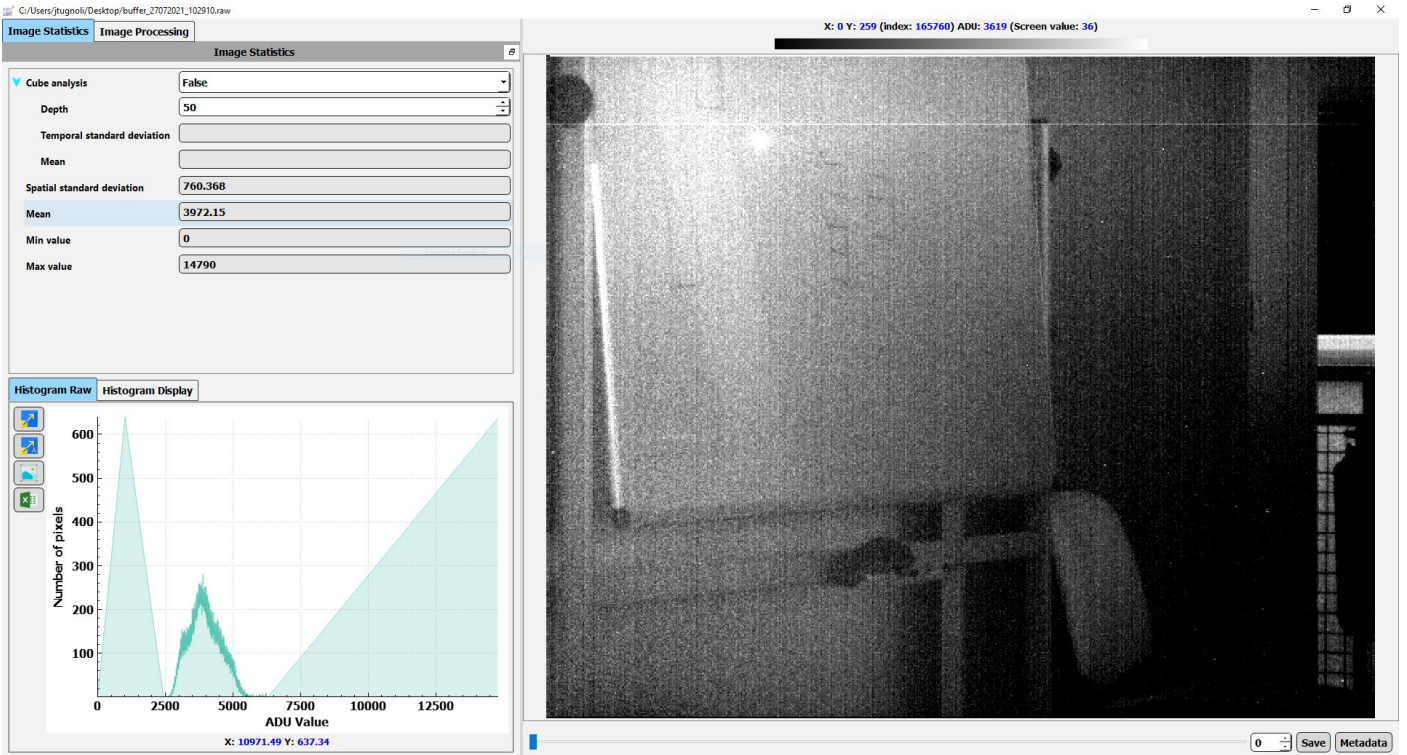 C:/Users/jtugnoli/Desktop/buffer_27072021_102910.raw
Image Statistics
Image Processing
Image Statistics
Cube analysis
False
Depth
50
Temporal standard deviation
Mean
Spatial standard deviation
760.368
Mean
3972.15
Min value
0
Max value
14790
Histogram Raw
Histogram Display
600
500
400
300
200
100
Number of pixels
0 2500 5000 7500 10000 12500
ADU Value
X: 10971.49 Y: 637.34
X: 0 Y: 259 (index: 165760) ADU: 3619 (Screen value: 36)
0
Save
Metadata